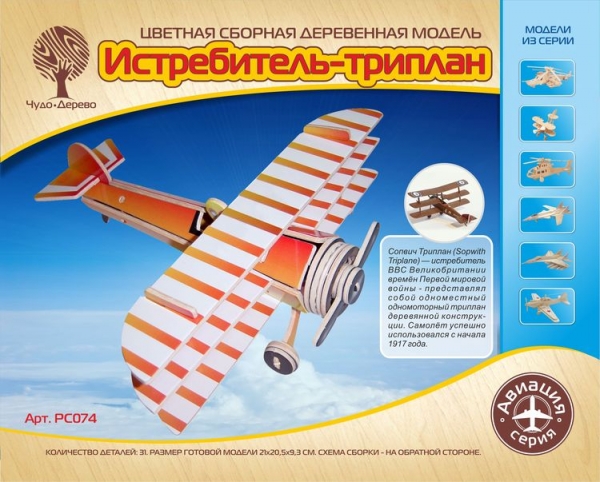 ЦВЕТНАЯ СБОРНАЯ ДЕРЕВЕННАЯ МОДЕЛЬ
Истребитель-триплан
Чудо-Дерево
МОДЕЛИ
ИЗ СЕРИИ
Сопвич Триплан (Sopwith
Triplane) — истребитель
ВВС Великобритании
времён Первой мировой
войны - представлял
собой одноместный
одномоторный триплан
деревянной конструк-
ции. Самолёт успешно
использовался с начала
1917 года.
Арт. PC074
Авиация
серия
КОЛИЧЕСТВО ДЕТАЛЕЙ: 31. РАЗМЕР ГОТОВОЙ МОДЕЛИ 21х20,5х9,3 СМ. СХЕМА СБОРКИ - НА ОБРАТНОЙ СТОРОНЕ.